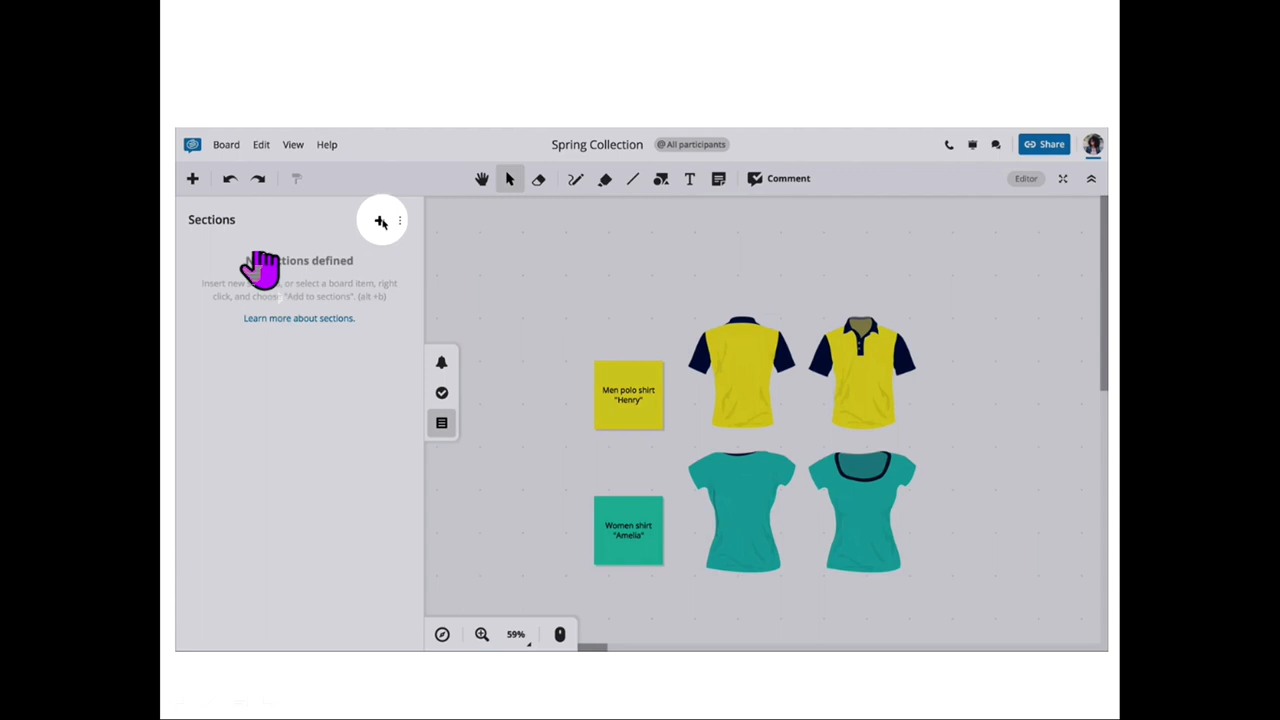 Board Edit View Help
Spring Collection
@ All participants
Share
T
Comment
Editor
Sections
tions defined
Insert new or select a board item, right
click, and choose "Add to sections". (alt +b)
Learn more about sections.
Men polo shirt
"Henry"
Women shirt
"Amelia"
59%